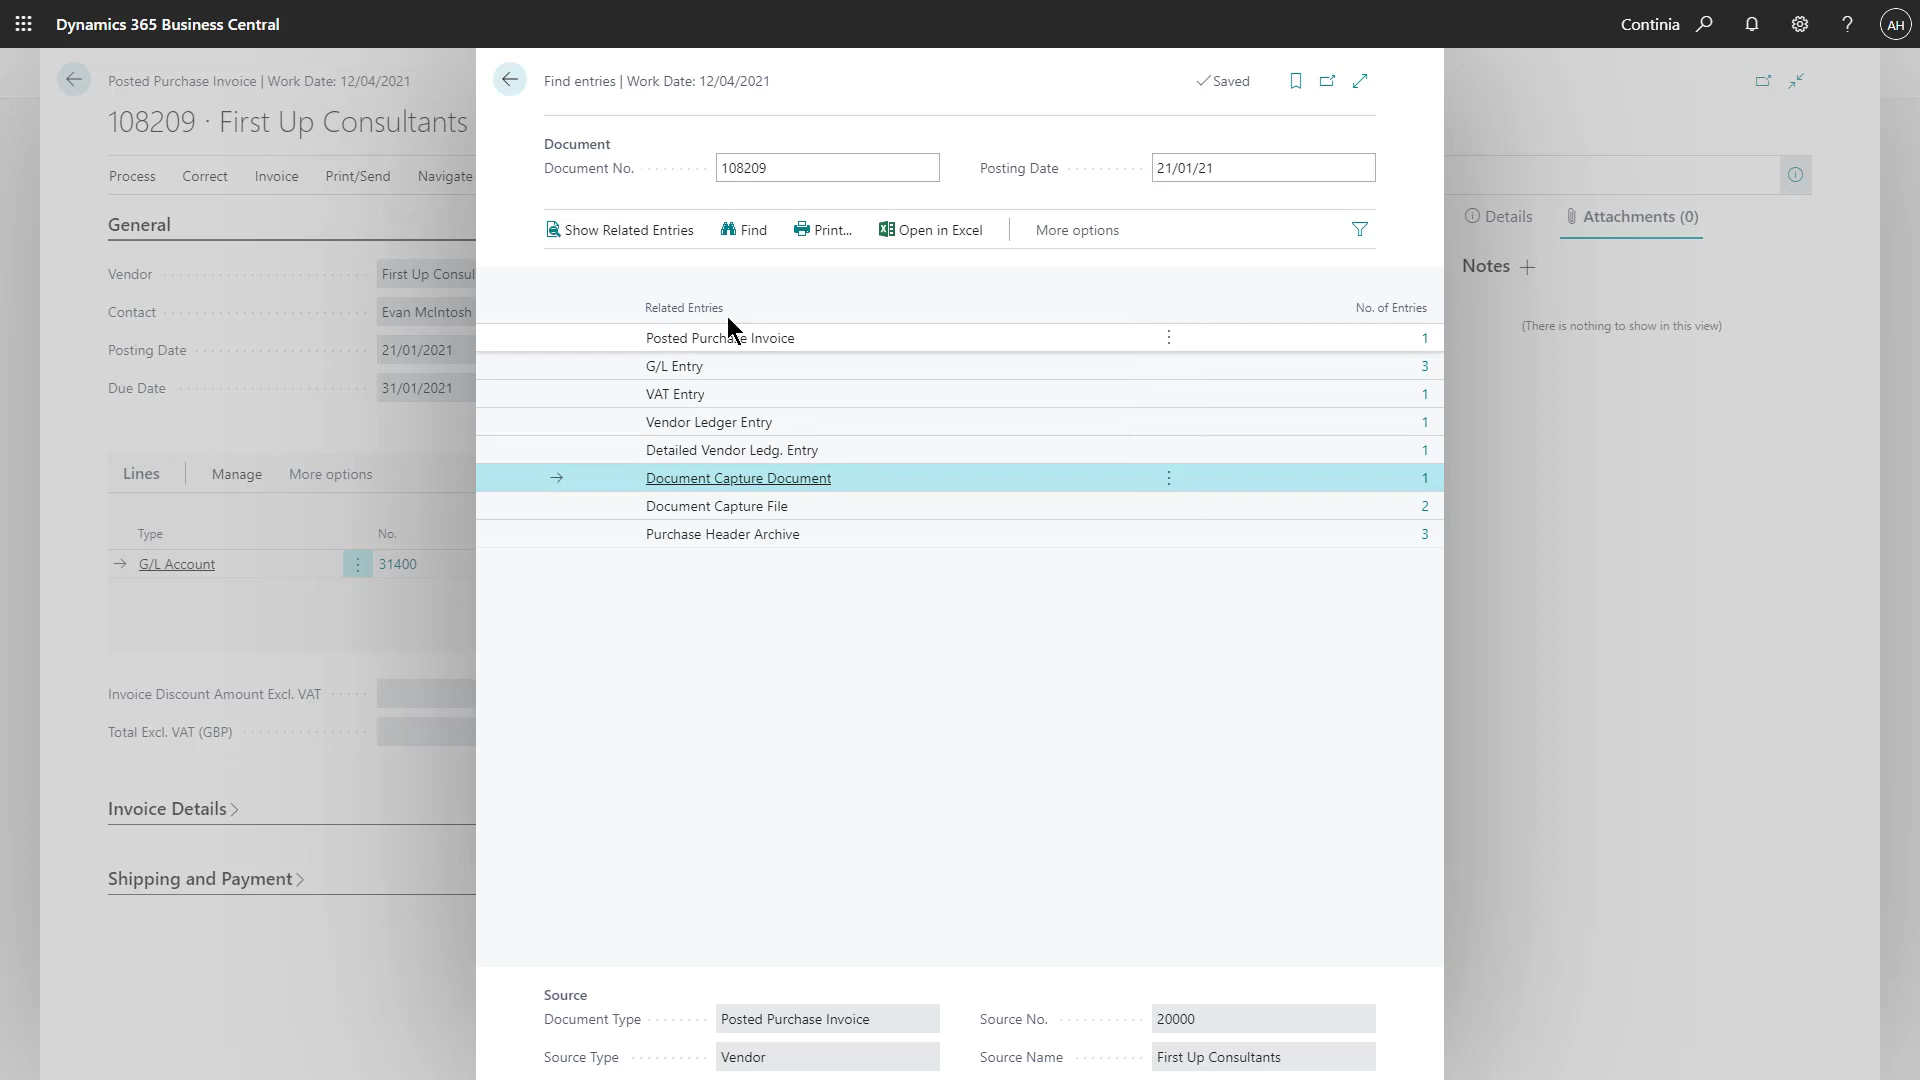 Dynamics 365 Business Central
Continia
AH
Posted Purchase Invoice | Work Date: 12/04/2021
108209 · First Up Consultants
Process Correct Invoice Print/Send Navigate
General
Vendor First Up Consul
Contact Evan McIntosh
Posting Date 21/01/2021
Due Date 31/01/2021
Lines Manage More options
Type No.
G/L Account 31400
Invoice Discount Amount Excl. VAT
Total Excl. VAT (GBP)
Invoice Details
Shipping and Payment
Find entries | Work Date: 12/04/2021
Saved
Document
Document No. 108209 Posting Date 21/01/21
Show Related Entries Find Print... Open in Excel More options
Related Entries No. of Entries
Posted Purchase Invoice 1
G/L Entry 3
VAT Entry 1
Vendor Ledger Entry 1
Detailed Vendor Ledg. Entry 1
Document Capture Document 1
Document Capture File 2
Purchase Header Archive 3
Source
Document Type Posted Purchase Invoice Source No. 20000
Source Type Vendor Source Name First Up Consultants
Details Attachments (0)
Notes
(There is nothing to show in this view)